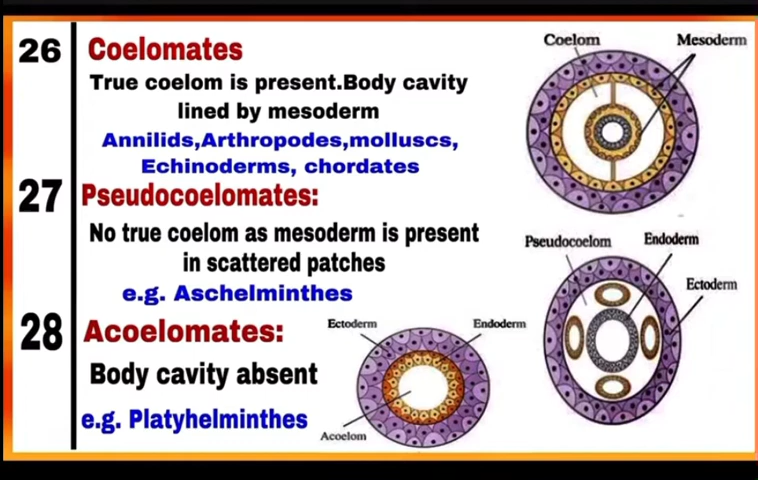 26
Coelomates
True coelom is present.Body cavity
lined by mesoderm
Annilids,Arthropodes,molluscs,
Echinoderms, chordates
Coelom
Mesoderm
27
Pseudocoelomates:
No true coelom as mesoderm is present
in scattered patches
e.g. Aschelminthes
Pseudocoelom
Endoderm
Ectoderm
28
Acoelomates:
Body cavity absent
e.g. Platyhelminthes
Ectoderm
Endoderm
Acoelom